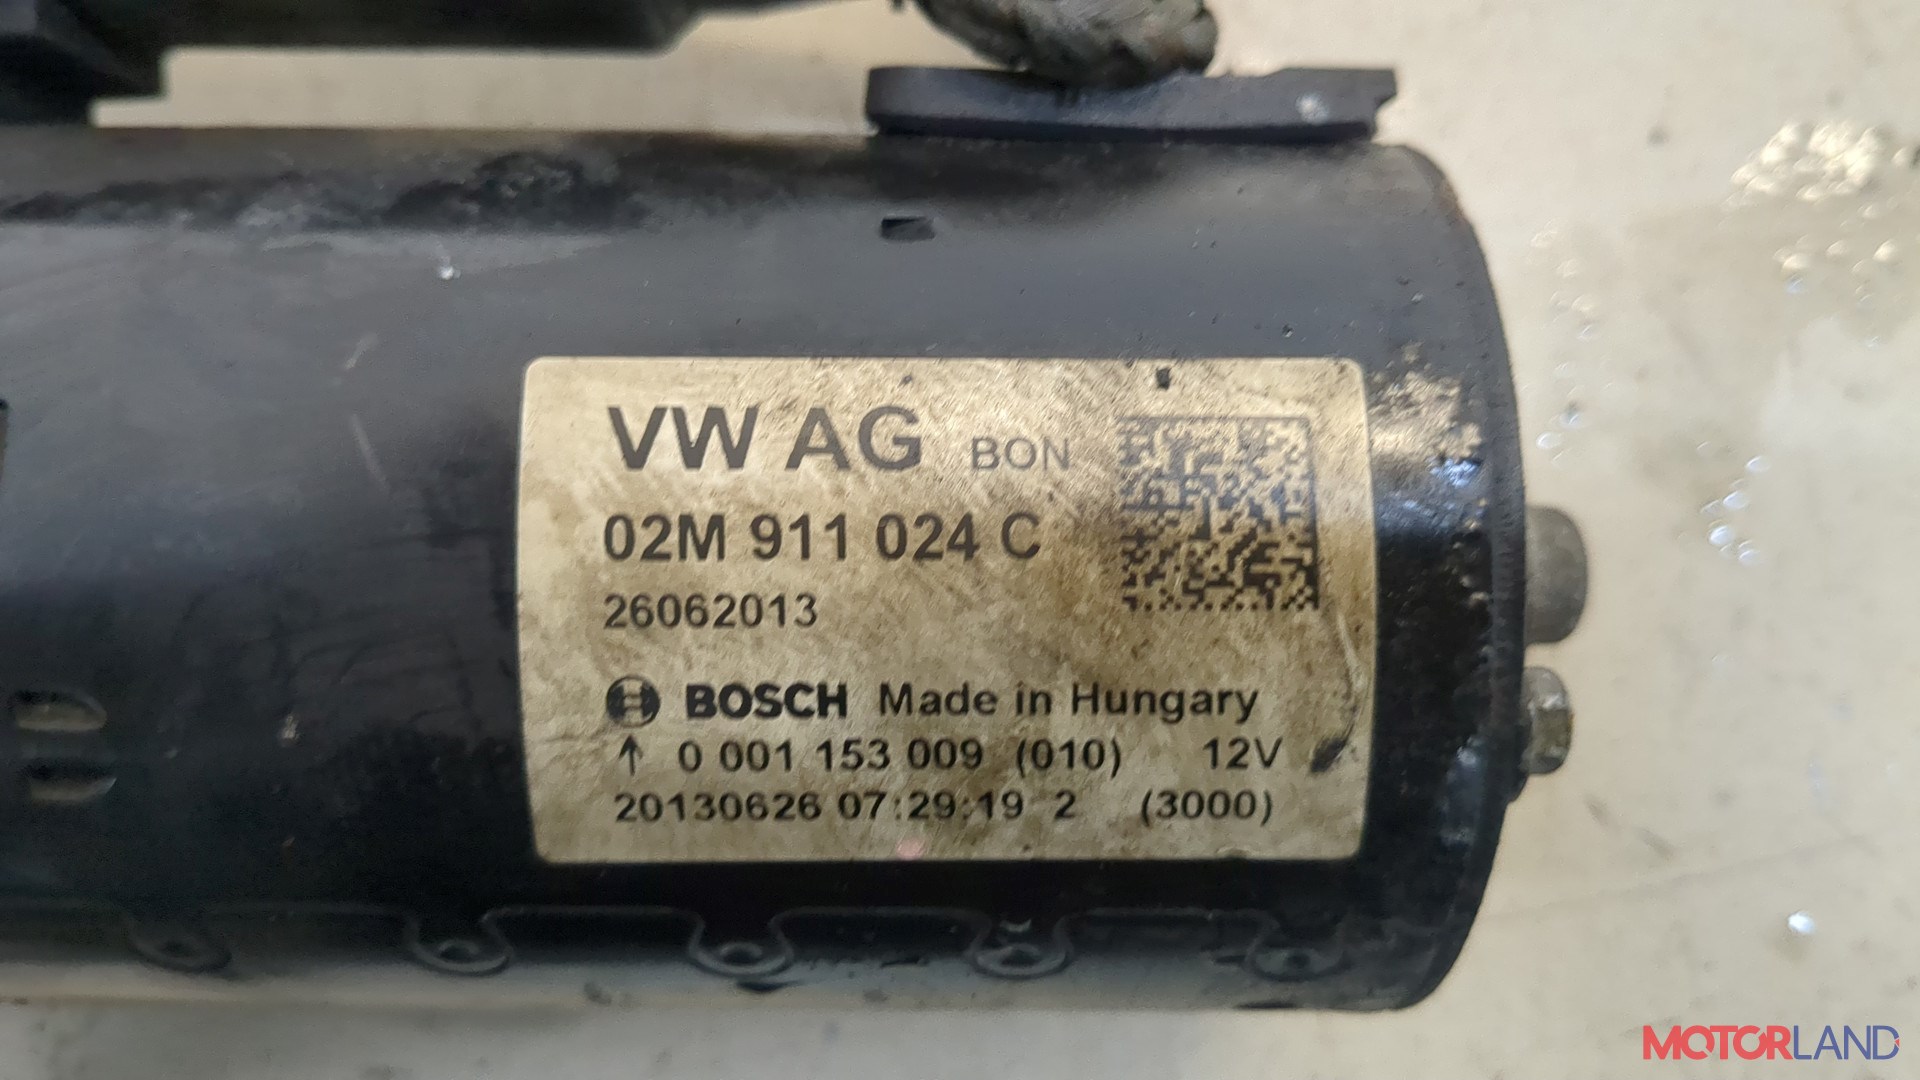 VW AG BON
02M 911 024 C
26062013
BOSCH Made in Hungary
↑ 0 001 153 009 (010) 12V
20130626 07:29:19 2 (3000)
MOTORLAND